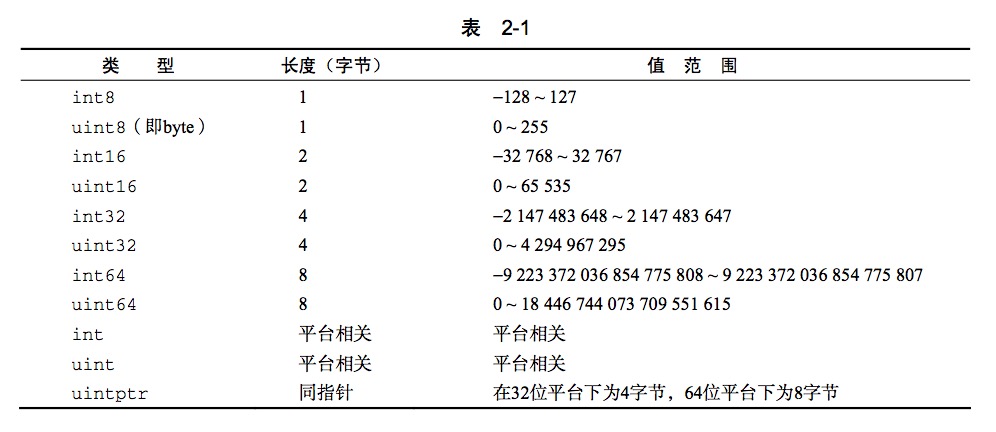 表 2-1
类 型 长度（字节） 值 范 围
int8 1 –128 ~ 127
uint8（即byte） 1 0 ~ 255
int16 2 –32 768 ~ 32 767
uint16 2 0 ~ 65 535
int32 4 –2 147 483 648 ~ 2 147 483 647
uint32 4 0 ~ 4 294 967 295
int64 8 –9 223 372 036 854 775 808 ~ 9 223 372 036 854 775 807
uint64 8 0 ~ 18 446 744 073 709 551 615
int 平台相关 平台相关
uint 平台相关 平台相关
uintptr 同指针 在32位平台下为4字节，64位平台下为8字节